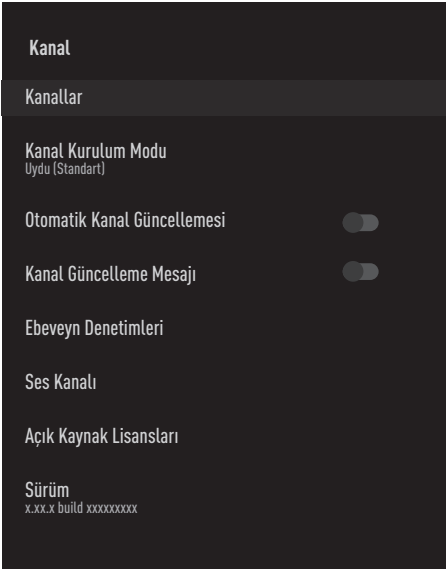 Kanal
Kanallar
Kanal Kurulum Modu
Uydu (Standart)
Otomatik Kanal Güncellemesi
Kanal Güncelleme Mesajı
Ebeveyn Denetimleri
Ses Kanalı
Açık Kaynak Lisansları
Sürüm
x.xx.x build xxxxxxxxx